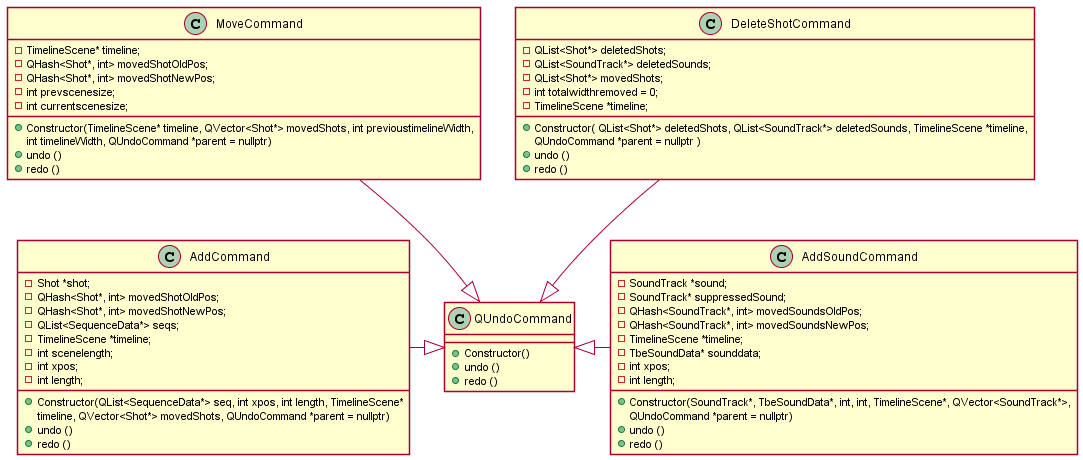 C MoveCommand
TimelineScene* timeline;
QHash<Shot*, int> movedShotOldPos;
QHash<Shot*, int> movedShotNewPos;
int prevscenesize;
int currentscenesize;
Constructor(TimelineScene* timeline, QVector<Shot*> movedShots, int previoustimelineWidth,
int timelineWidth, QUndoCommand *parent = nullptr)
undo ()
redo ()
C DeleteShotCommand
QList<Shot*> deletedShots;
QList<SoundTrack*> deletedSounds;
QList<Shot*> movedShots;
int totalwidthremoved = 0;
TimelineScene *timeline;
Constructor( QList<Shot*> deletedShots, QList<SoundTrack*> deletedSounds, TimelineScene *timeline,
QUndoCommand *parent = nullptr )
undo ()
redo ()
C AddCommand
Shot *shot;
QHash<Shot*, int> movedShotOldPos;
QHash<Shot*, int> movedShotNewPos;
QList<SequenceData*> seqs;
TimelineScene *timeline;
int scenelength;
int xpos;
int length;
Constructor(QList<SequenceData*> seq, int xpos, int length, TimelineScene*
timeline, QVector<Shot*> movedShots, QUndoCommand *parent = nullptr)
undo ()
redo ()
C QUndoCommand
Constructor()
undo ()
redo ()
C AddSoundCommand
SoundTrack *sound;
SoundTrack* suppressedSound;
QHash<SoundTrack*, int> movedSoundsOldPos;
QHash<SoundTrack*, int> movedSoundsNewPos;
TimelineScene *timeline;
TbeSoundData* sounddata;
int xpos;
int length;
Constructor(SoundTrack*, TbeSoundData*, int, int, TimelineScene*, QVector<SoundTrack*>,
QUndoCommand *parent = nullptr)
undo ()
redo ()